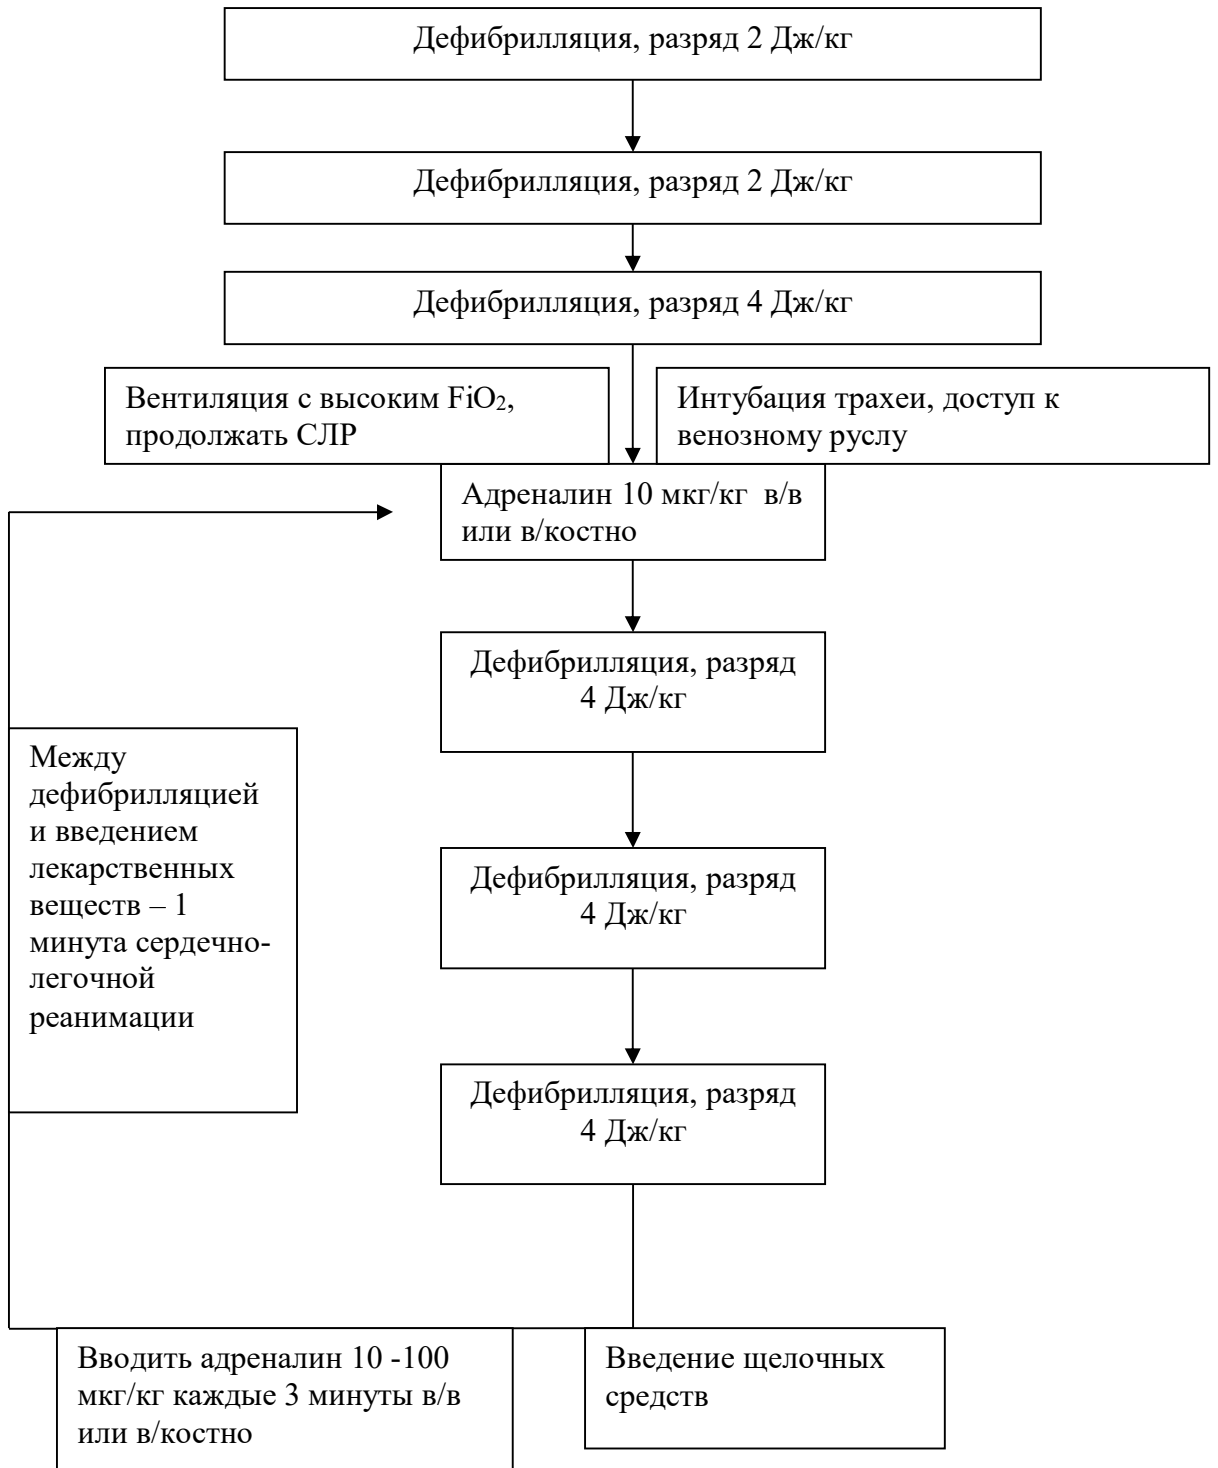 Дефибрилляция, разряд 2 Дж/кг
Дефибрилляция, разряд 2 Дж/кг
Дефибрилляция, разряд 4 Дж/кг
Вентиляция с высоким FiO₂,
продолжать СЛР
Интубация трахеи, доступ к
венозному руслу
Адреналин 10 мкг/кг в/в
или в/костно
Дефибрилляция, разряд
4 Дж/кг
Между
дефибрилляцией
и введением
лекарственных
веществ – 1
минута сердечно-
легочной
реанимации
Дефибрилляция, разряд
4 Дж/кг
Дефибрилляция, разряд
4 Дж/кг
Вводить адреналин 10 -100
мкг/кг каждые 3 минуты в/в
или в/костно
Введение щелочных
средств